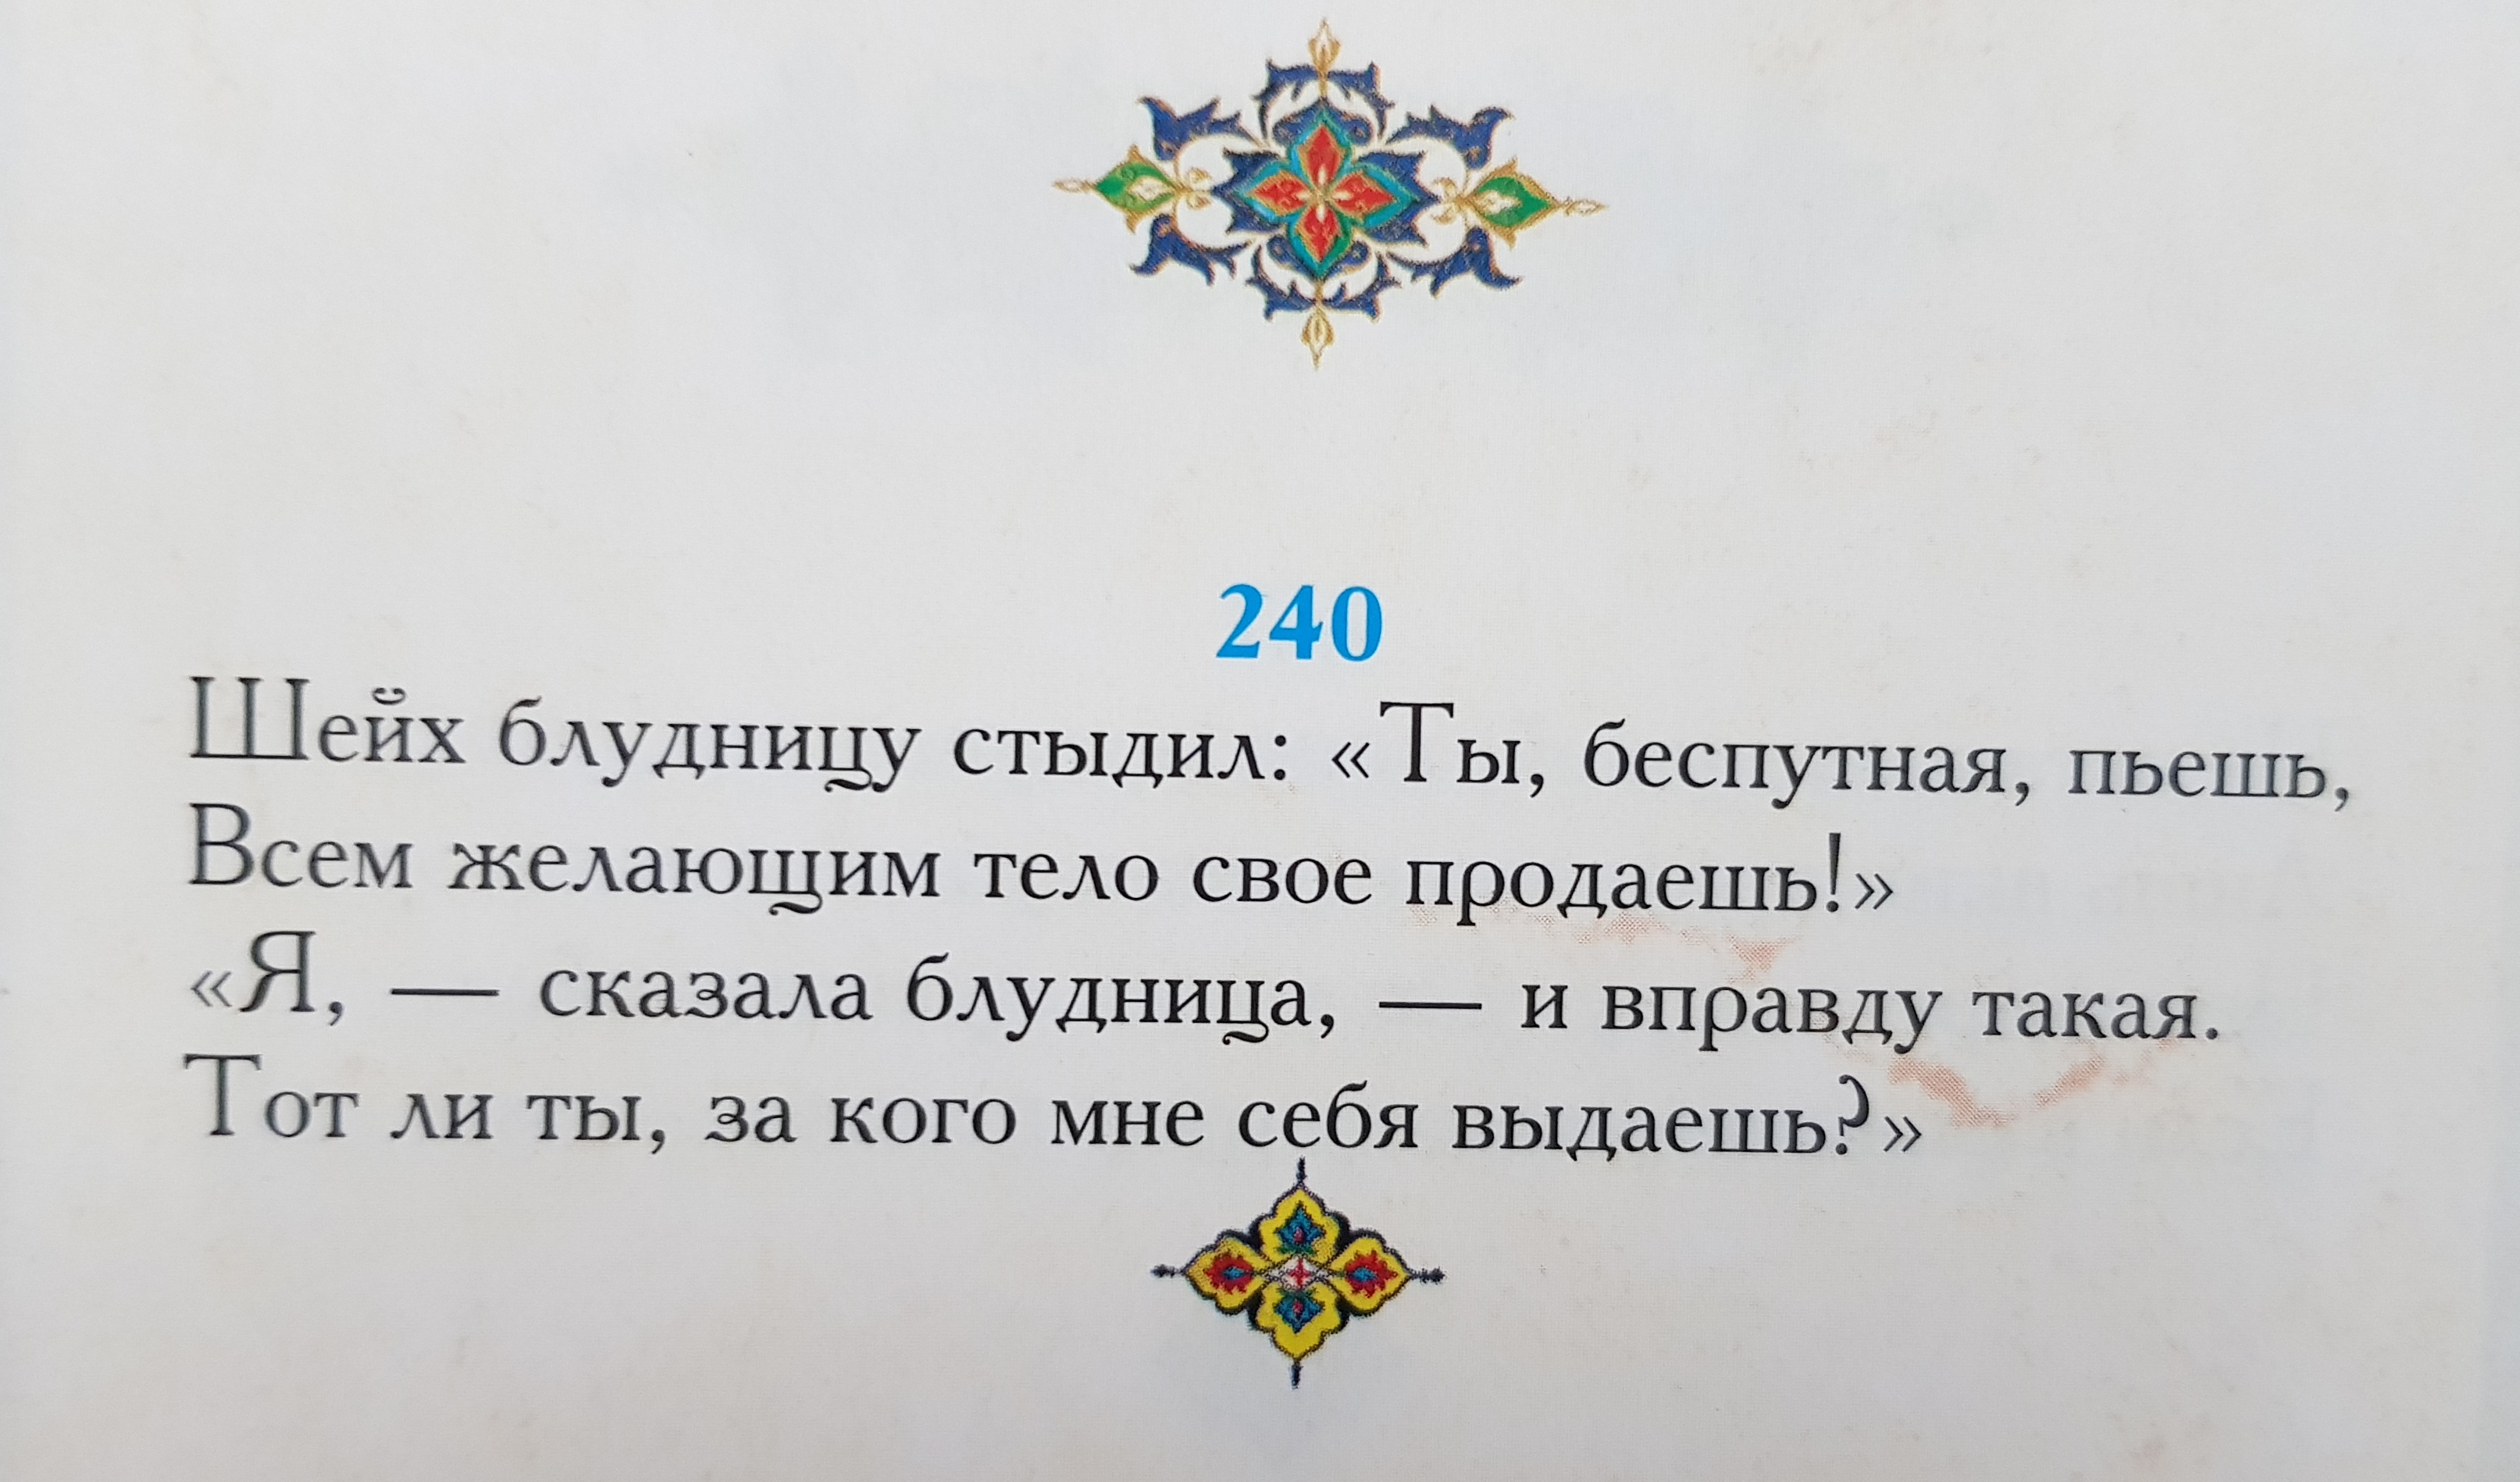 240
Шейх блудницу стыдил: «Ты, беспутная, пьешь,
Всем желающим тело свое продаешь!»
«Я, — сказала блудница, — и вправду такая.
Тот ли ты, за кого мне себя выдаешь?»